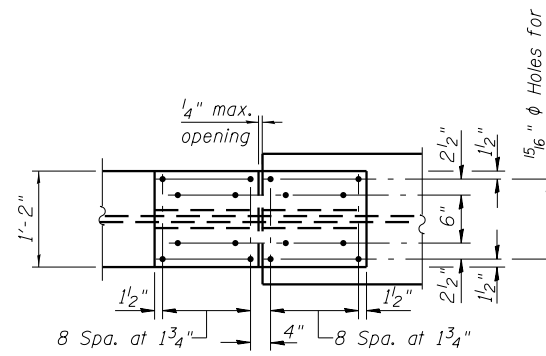 1/4" max.
opening
1'-2"
2 1/2"
1 1/2"
6"
2 1/2"
1 1/2"
15/16" ϕ Holes for
1 1/2"
4"
1 1/2"
8 Spa. at 1 3/4"
8 Spa. at 1 3/4"